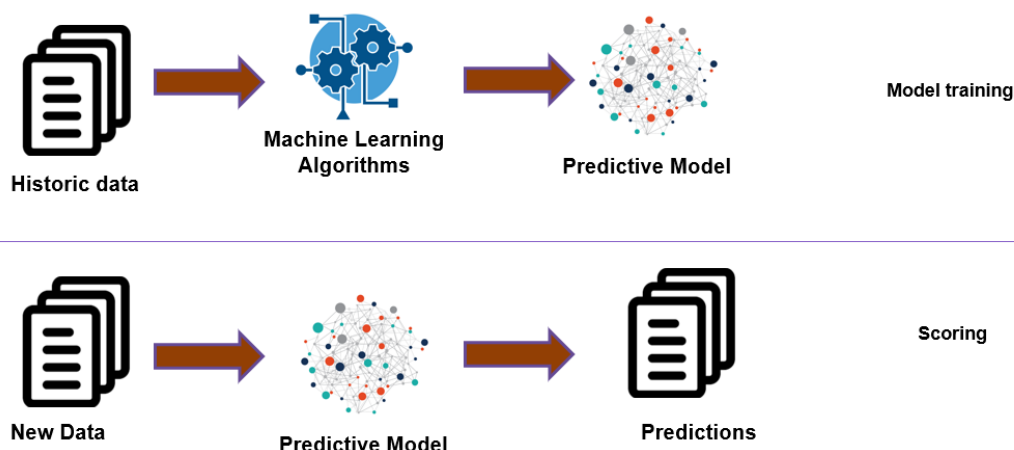 Historic data
Machine Learning
Algorithms
Predictive Model
Model training
New Data
Predictive Model
Predictions
Scoring